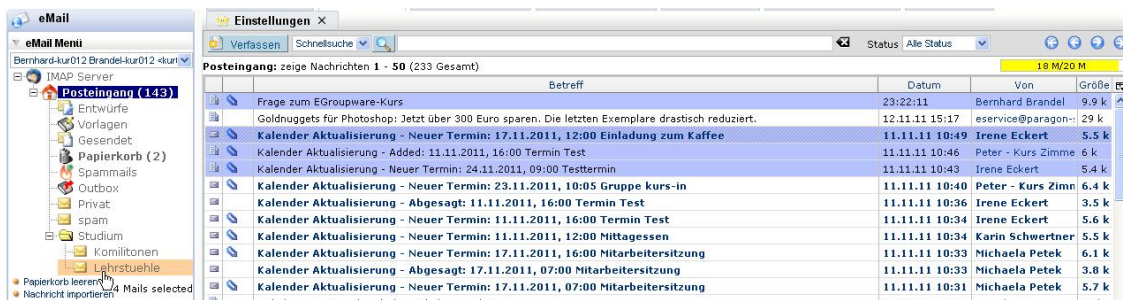 eMail
Einstellungen ×
eMail Menü
Verfassen Schnellsuche Status Alle Status
Bernhard-kur012 Brandel-kur012 <kur
Posteingang: zeige Nachrichten 1 - 50 (233 Gesamt) 18 M/20 M
IMAP Server
Posteingang (143)
Entwürfe
Vorlagen
Gesendet
Papierkorb (2)
Spammails
Outbox
Privat
spam
Studium
Komilitonen
Lehrstuehle
4 Mails selected
Papierkorb leeren
Nachricht importieren
Betreff Datum Von Größe
Frage zum EGroupware-Kurs 23:22:11 Bernhard Brandel 9.9 k
Goldnuggets für Photoshop: Jetzt über 300 Euro sparen. Die letzten Exemplare drastisch reduziert. 12.11.11 15:17 eservice@paragon- 29 k
Kalender Aktualisierung - Neuer Termin: 17.11.2011, 12:00 Einladung zum Kaffee 11.11.11 10:49 Irene Eckert 5.5 k
Kalender Aktualisierung - Added: 11.11.2011, 16:00 Termin Test 11.11.11 10:46 Peter - Kurs Zimme 6 k
Kalender Aktualisierung - Neuer Termin: 24.11.2011, 09:00 Testtermin 11.11.11 10:43 Irene Eckert 5.4 k
Kalender Aktualisierung - Neuer Termin: 23.11.2011, 10:05 Gruppe kurs-in 11.11.11 10:40 Peter - Kurs Zimn 6.4 k
Kalender Aktualisierung - Abgesagt: 11.11.2011, 16:00 Termin Test 11.11.11 10:36 Irene Eckert 3.5 k
Kalender Aktualisierung - Neuer Termin: 11.11.2011, 16:00 Termin Test 11.11.11 10:34 Irene Eckert 5.6 k
Kalender Aktualisierung - Neuer Termin: 11.11.2011, 12:00 Mittagessen 11.11.11 10:34 Karin Schwertner 5.5 k
Kalender Aktualisierung - Neuer Termin: 17.11.2011, 16:00 Mitarbeitersitzung 11.11.11 10:33 Michaela Petek 6.1 k
Kalender Aktualisierung - Abgesagt: 17.11.2011, 07:00 Mitarbeitersitzung 11.11.11 10:33 Michaela Petek 3.8 k
Kalender Aktualisierung - Neuer Termin: 17.11.2011, 07:00 Mitarbeitersitzung 11.11.11 10:31 Michaela Petek 5.7 k